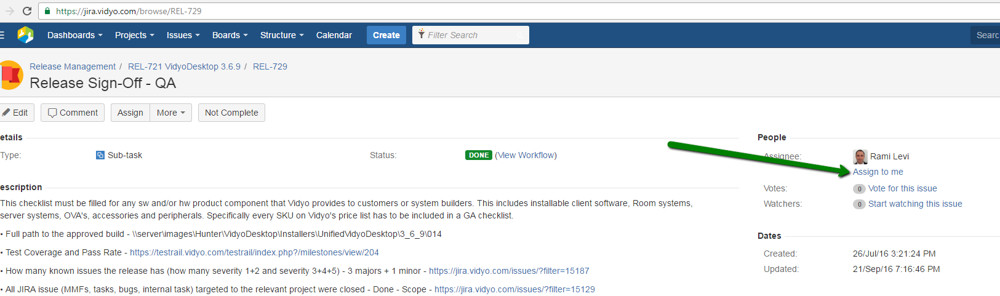 https://jira.vidyo.com/browse/REL-729
Dashboards Projects Issues Boards Structure Calendar Create Filter Search Searc
Release Management / REL-721 VidyoDesktop 3.6.9 / REL-729
Release Sign-Off - QA
Edit Comment Assign More Not Complete
etails
People
Type: Sub-task Status: DONE (View Workflow)
Assignee: Rami Levi
Assign to me
escription
Votes: 0 Vote for this issue
This checklist must be filled for any sw and/or hw product component that Vidyo provides to customers or system builders. This includes installable client software, Room systems,
Watchers: 0 Start watching this issue
server systems, OVA's, accessories and peripherals. Specifically every SKU on Vidyo's price list has to be included in a GA checklist.
• Full path to the approved build - \\server\images\Hunter\VidyoDesktop\Installers\UnifiedVidyoDesktop\3_6_9\014
Dates
• Test Coverage and Pass Rate - https://testrail.vidyo.com/testrail/index.php?/milestones/view/204
Created: 26/Jul/16 3:21:24 PM
• How many known issues the release has (how many severity 1+2 and severity 3+4+5) - 3 majors + 1 minor - https://jira.vidyo.com/issues/?filter=15187
Updated: 21/Sep/16 7:16:46 PM
• All JIRA issue (MMFs, tasks, bugs, internal task) targeted to the relevant project were closed - Done - Scope - https://jira.vidyo.com/issues/?filter=15129